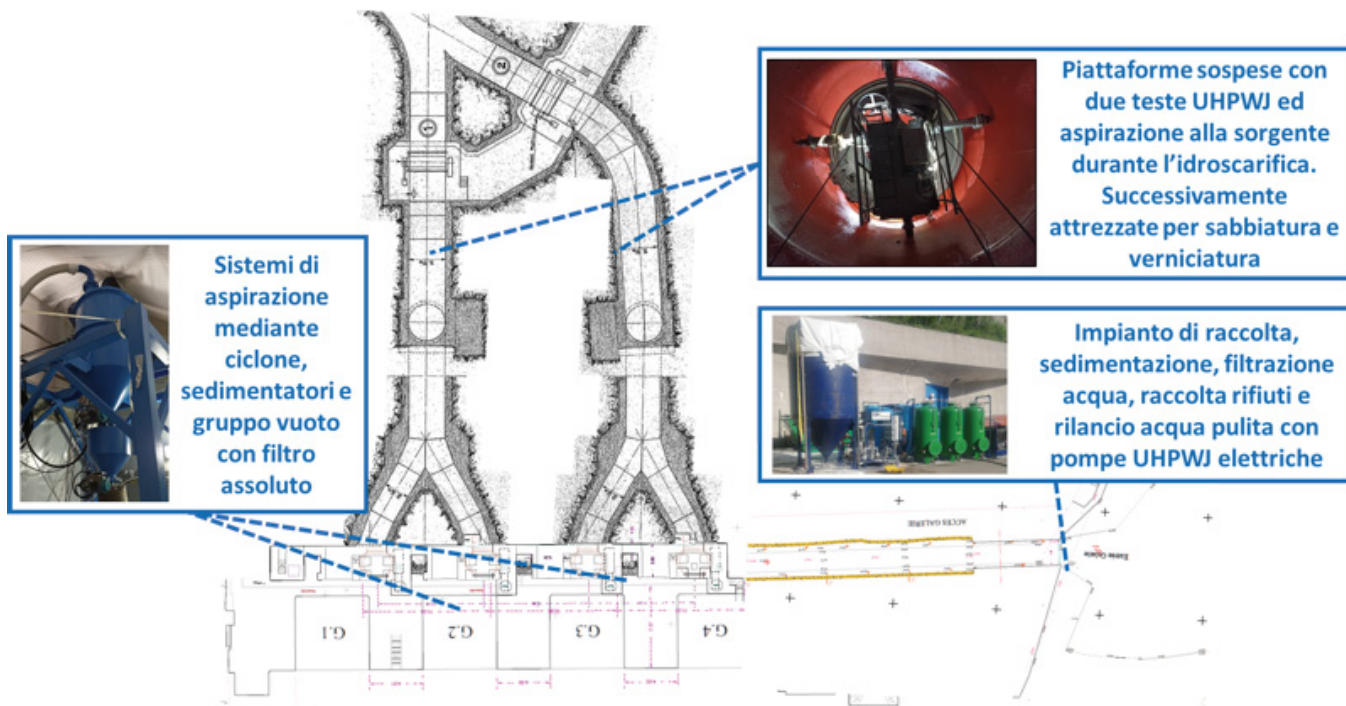 Piattaforme sospese con
due teste UHPWJ ed
aspirazione alla sorgente
durante l’idroscarifica.
Successivamente
attrezzate per sabbiatura e
verniciatura
Sistemi di
aspirazione
mediante
ciclone,
sedimentatori e
gruppo vuoto
con filtro
assoluto
Impianto di raccolta,
sedimentazione, filtrazione
acqua, raccolta rifiuti e
rilancio acqua pulita con
pompe UHPWJ elettriche
2
1
ACCES GALERIE
G.1
G.2
G.3
G.4